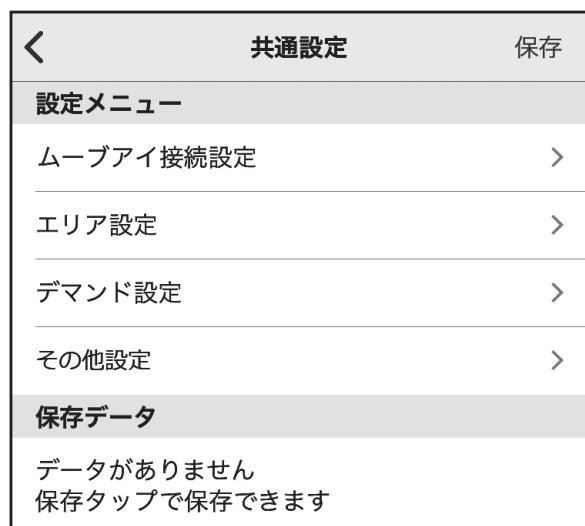 共通設定
保存
設定メニュー
ムーブアイ接続設定
エリア設定
デマンド設定
その他設定
保存データ
データがありません
保存タップで保存できます